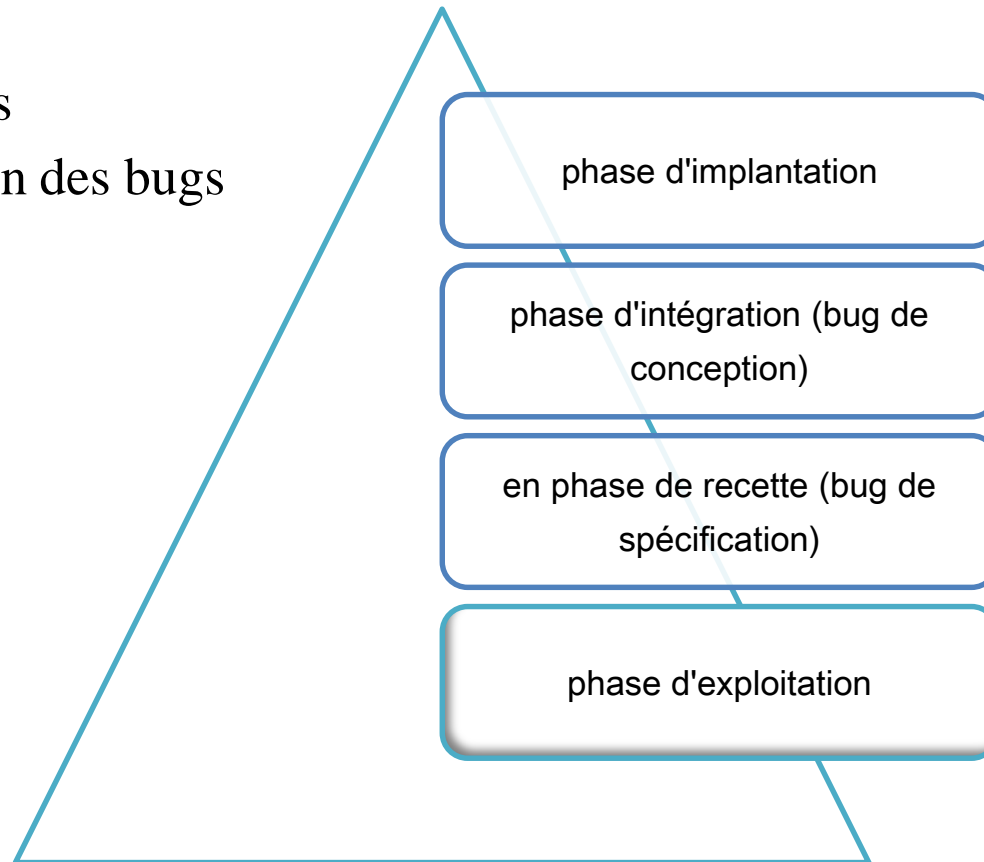 s
n des bugs
phase d'implantation
phase d'intégration (bug de
conception)
en phase de recette (bug de
spécification)
phase d'exploitation